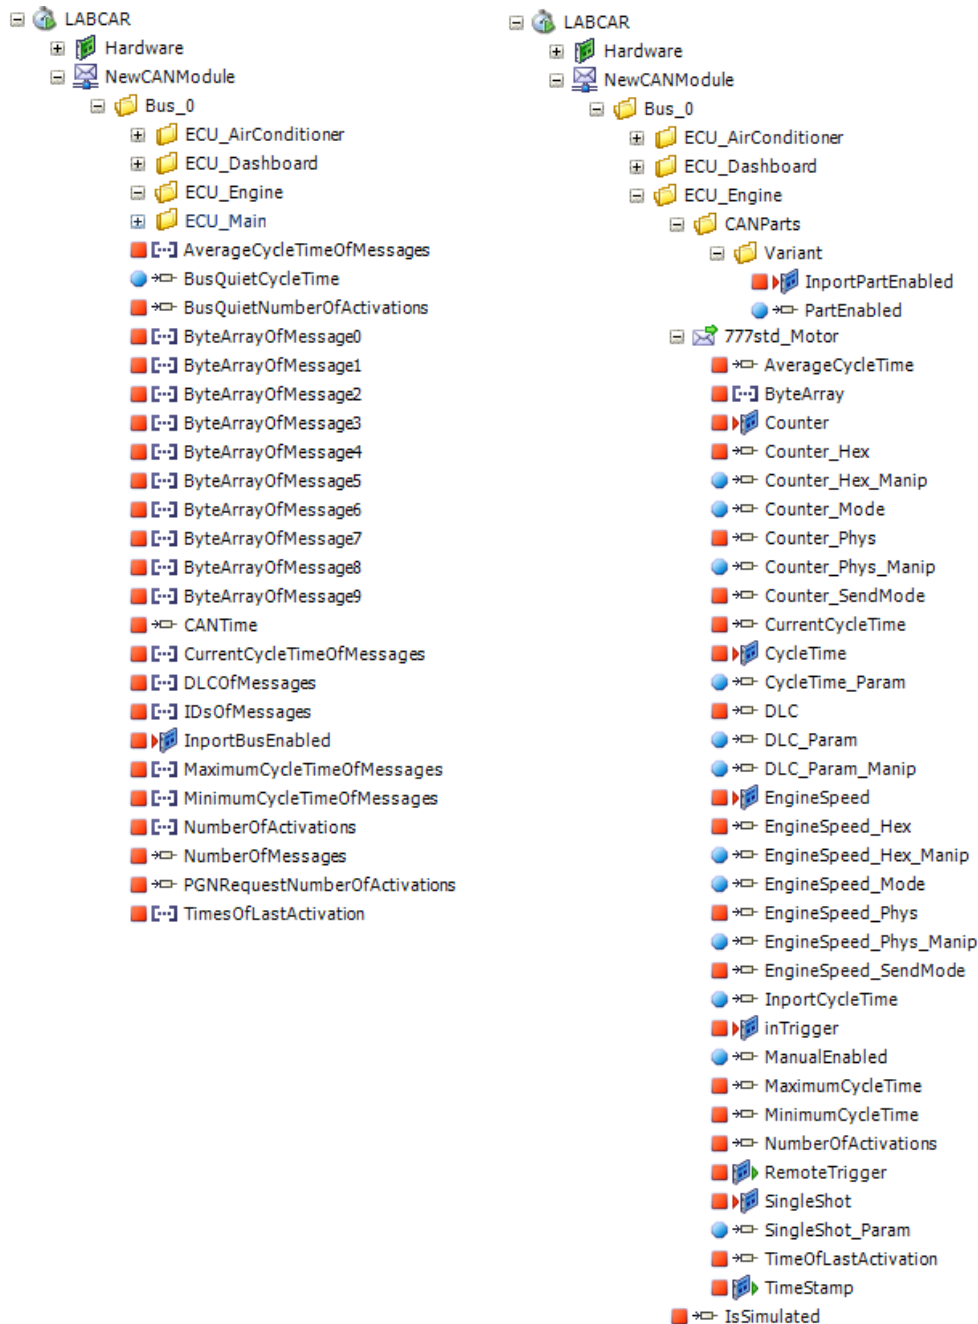 LABCAR
Hardware
NewCANModule
Bus_0
ECU_AirConditioner
ECU_Dashboard
ECU_Engine
ECU_Main
AverageCycleTimeOfMessages
BusQuietCycleTime
BusQuietNumberOfActivations
ByteArrayOfMessage0
ByteArrayOfMessage1
ByteArrayOfMessage2
ByteArrayOfMessage3
ByteArrayOfMessage4
ByteArrayOfMessage5
ByteArrayOfMessage6
ByteArrayOfMessage7
ByteArrayOfMessage8
ByteArrayOfMessage9
CANTime
CurrentCycleTimeOfMessages
DLCOfMessages
IDsOfMessages
InportBusEnabled
MaximumCycleTimeOfMessages
MinimumCycleTimeOfMessages
NumberOfActivations
NumberOfMessages
PGNRequestNumberOfActivations
TimesOfLastActivation
LABCAR
Hardware
NewCANModule
Bus_0
ECU_AirConditioner
ECU_Dashboard
ECU_Engine
CANParts
Variant
InportPartEnabled
PartEnabled
777std_Motor
AverageCycleTime
ByteArray
Counter
Counter_Hex
Counter_Hex_Manip
Counter_Mode
Counter_Phys
Counter_Phys_Manip
Counter_SendMode
CurrentCycleTime
CycleTime
CycleTime_Param
DLC
DLC_Param
DLC_Param_Manip
EngineSpeed
EngineSpeed_Hex
EngineSpeed_Hex_Manip
EngineSpeed_Mode
EngineSpeed_Phys
EngineSpeed_Phys_Manip
EngineSpeed_SendMode
InportCycleTime
inTrigger
ManualEnabled
MaximumCycleTime
MinimumCycleTime
NumberOfActivations
RemoteTrigger
SingleShot
SingleShot_Param
TimeOfLastActivation
TimeStamp
IsSimulated